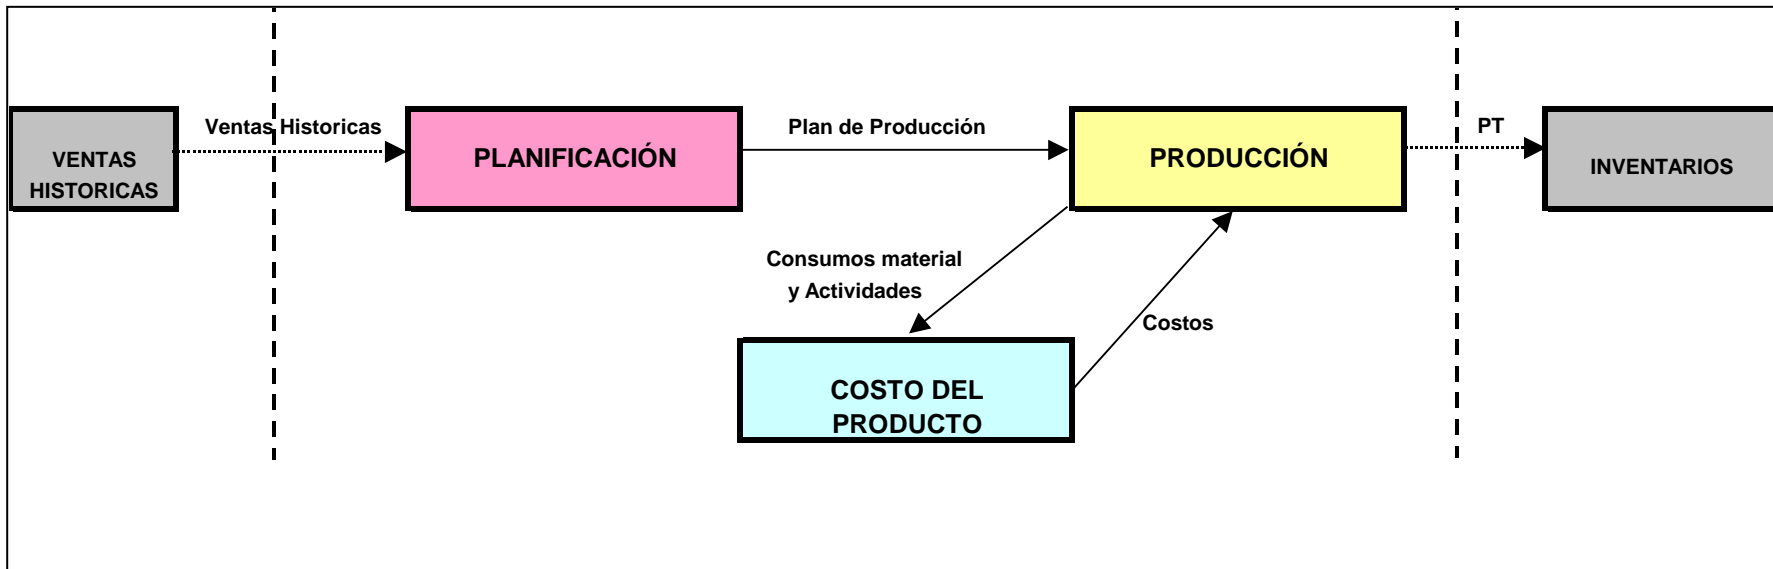 VENTAS
HISTORICAS
Ventas Historicas
PLANIFICACIÓN
Plan de Producción
PRODUCCIÓN
PT
INVENTARIOS
Consumos material
y Actividades
Costos
COSTO DEL
PRODUCTO